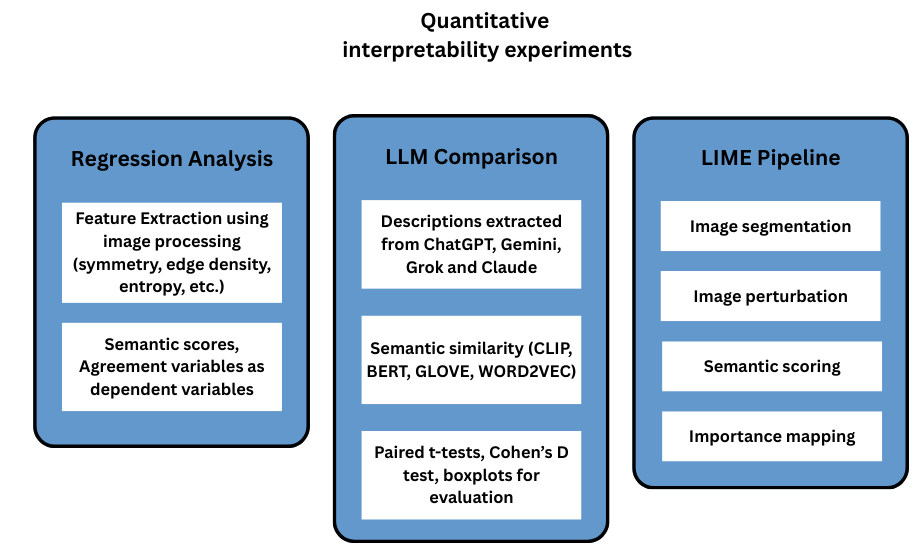 Quantitative
interpretability experiments
Regression Analysis
Feature Extraction using
image processing
(symmetry, edge density,
entropy, etc.)
Semantic scores,
Agreement variables as
dependent variables
LLM Comparison
Descriptions extracted
from ChatGPT, Gemini,
Grok and Claude
Semantic similarity (CLIP,
BERT, GLOVE, WORD2VEC)
Paired t-tests, Cohen's D
test, boxplots for
evaluation
LIME Pipeline
Image segmentation
Image perturbation
Semantic scoring
Importance mapping